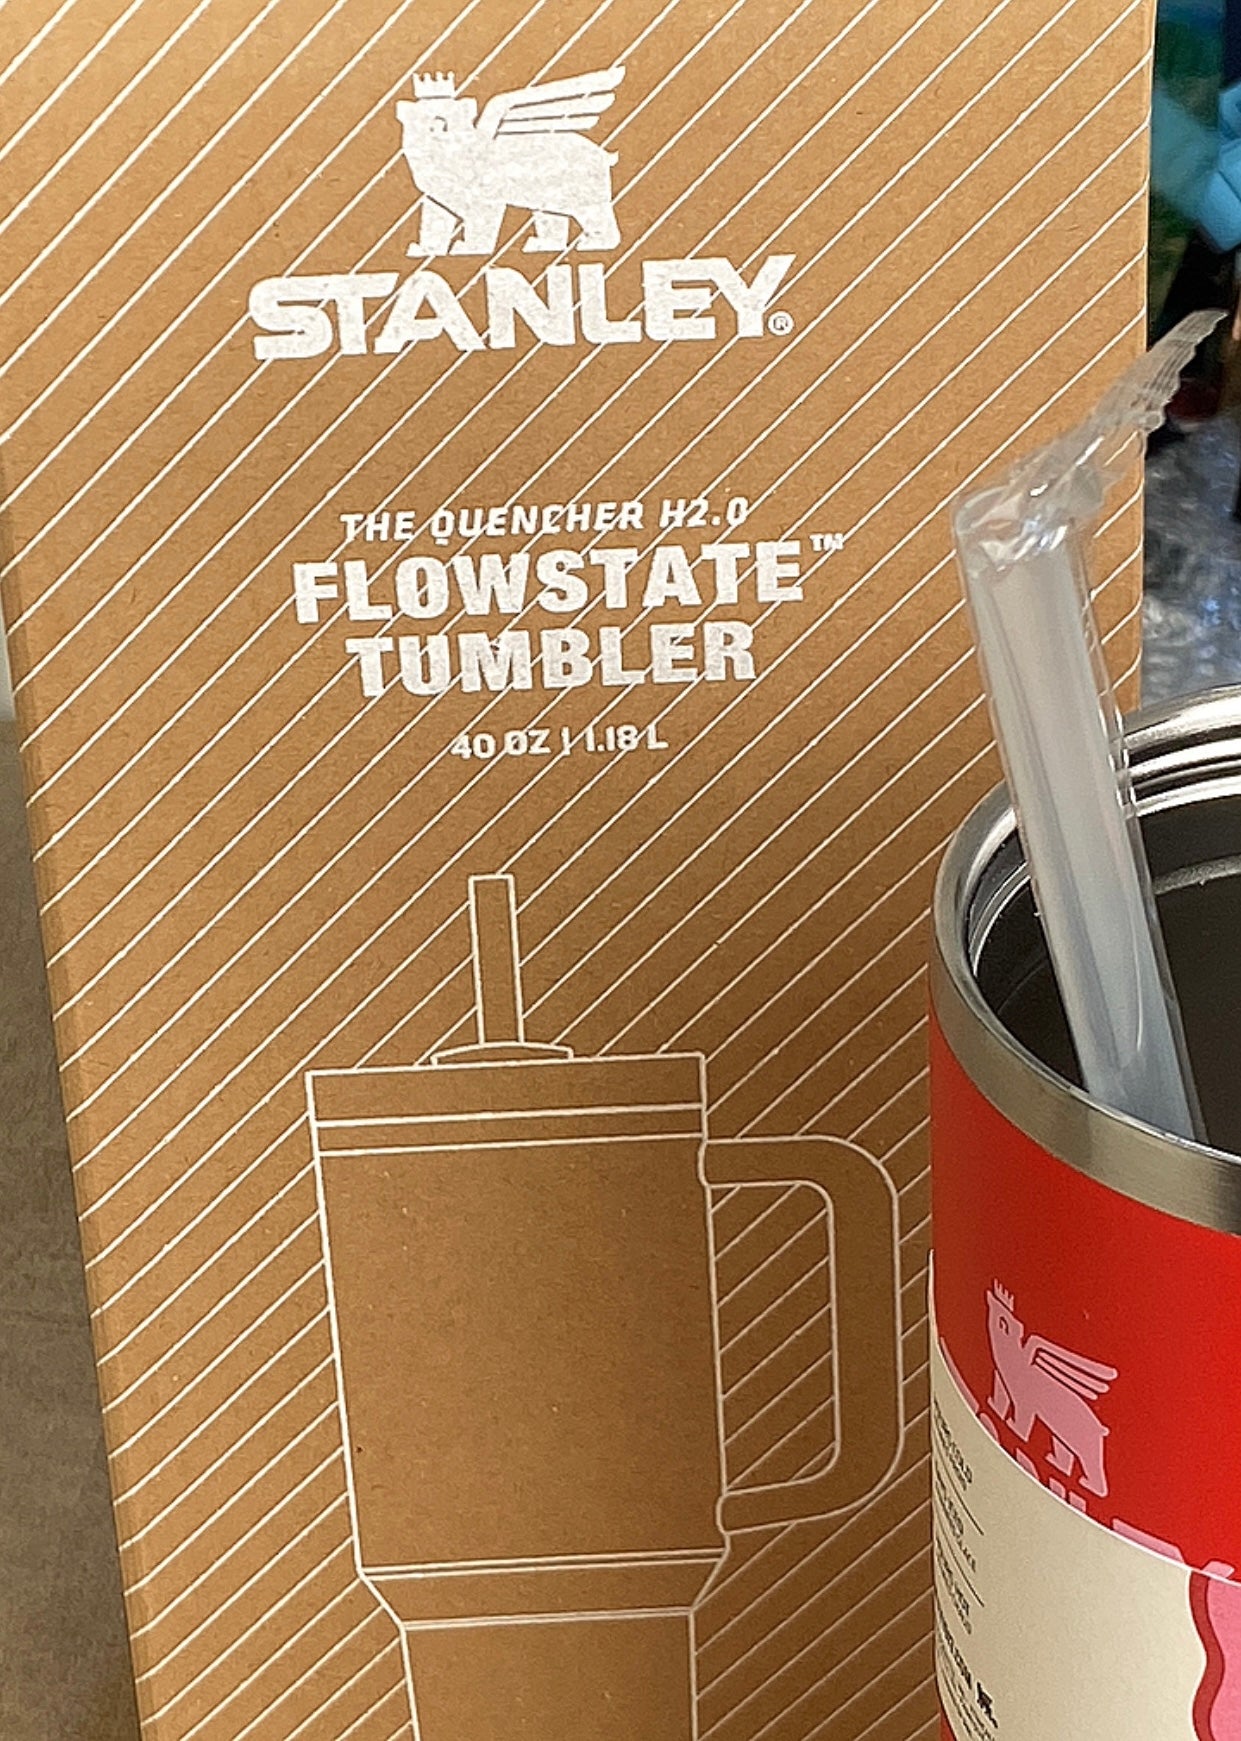 STANLEY®
THE QUENCHER H2.0
FLOWSTATE™
TUMBLER
40 OZ | 1.18 L